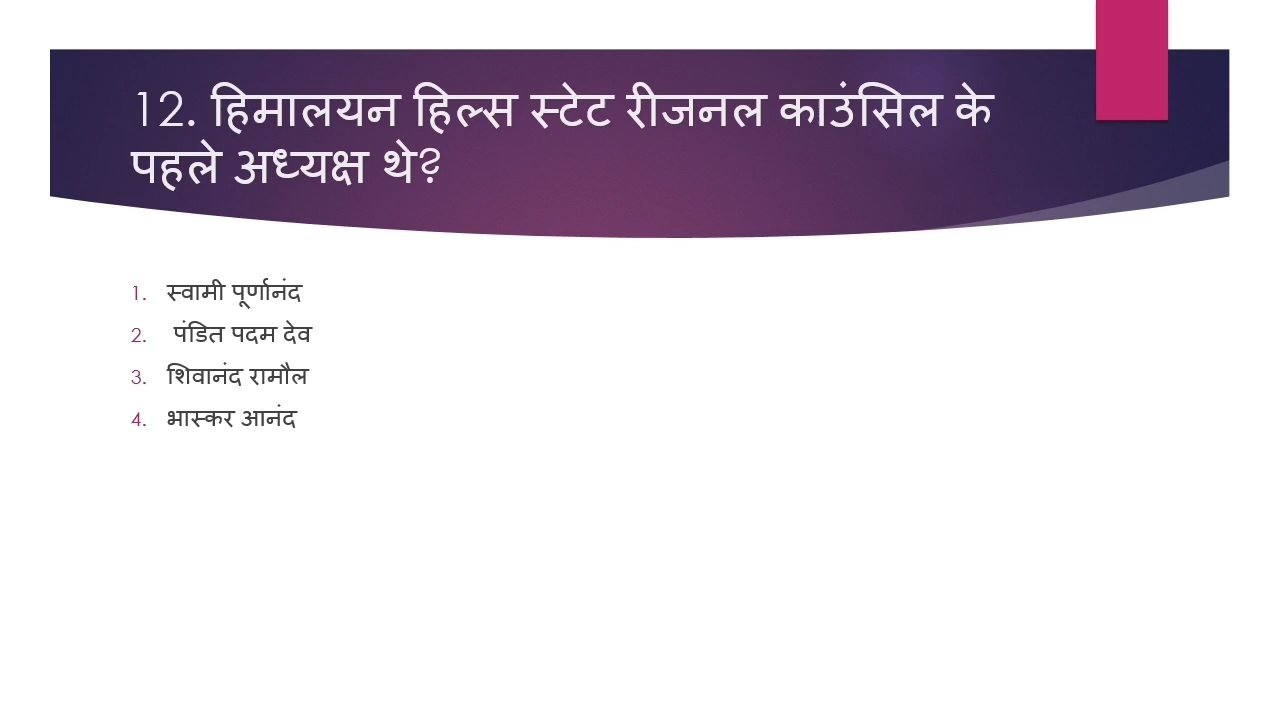 12. हिमालयन हिल्स स्टेट रीजनल काउंसिल के
पहले अध्यक्ष थे?
1. स्वामी पूर्णानंद
2. पंडित पदम देव
3. शिवानंद रामौल
4. भास्कर आनंद